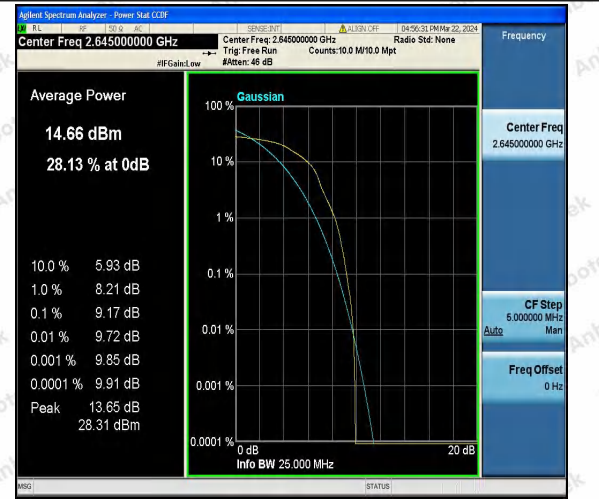 Agilent Spectrum Analyzer - Power Stat CCDF
RL RF 50 Ω AC SENSE:INT ALIGN OFF 04:56:31 PM Mar 22, 2024
Center Freq 2.645000000 GHz
Center Freq: 2.645000000 GHz Radio Std: None
Trig: Free Run Counts:10.0 M/10.0 Mpt
#IFGain:Low #Atten: 46 dB
Frequency
Average Power
14.66 dBm
28.13 % at 0dB
10.0 % 5.93 dB
1.0 % 8.21 dB
0.1 % 9.17 dB
0.01 % 9.72 dB
0.001 % 9.85 dB
0.0001 % 9.91 dB
Peak 13.65 dB
28.31 dBm
Gaussian
100 %
10 %
1 %
0.1 %
0.01 %
0.001 %
0.0001 %
0 dB 20 dB
Info BW 25.000 MHz
Center Freq
2.645000000 GHz
CF Step
5.000000 MHz
Auto Man
Freq Offset
0 Hz
MSG STATUS